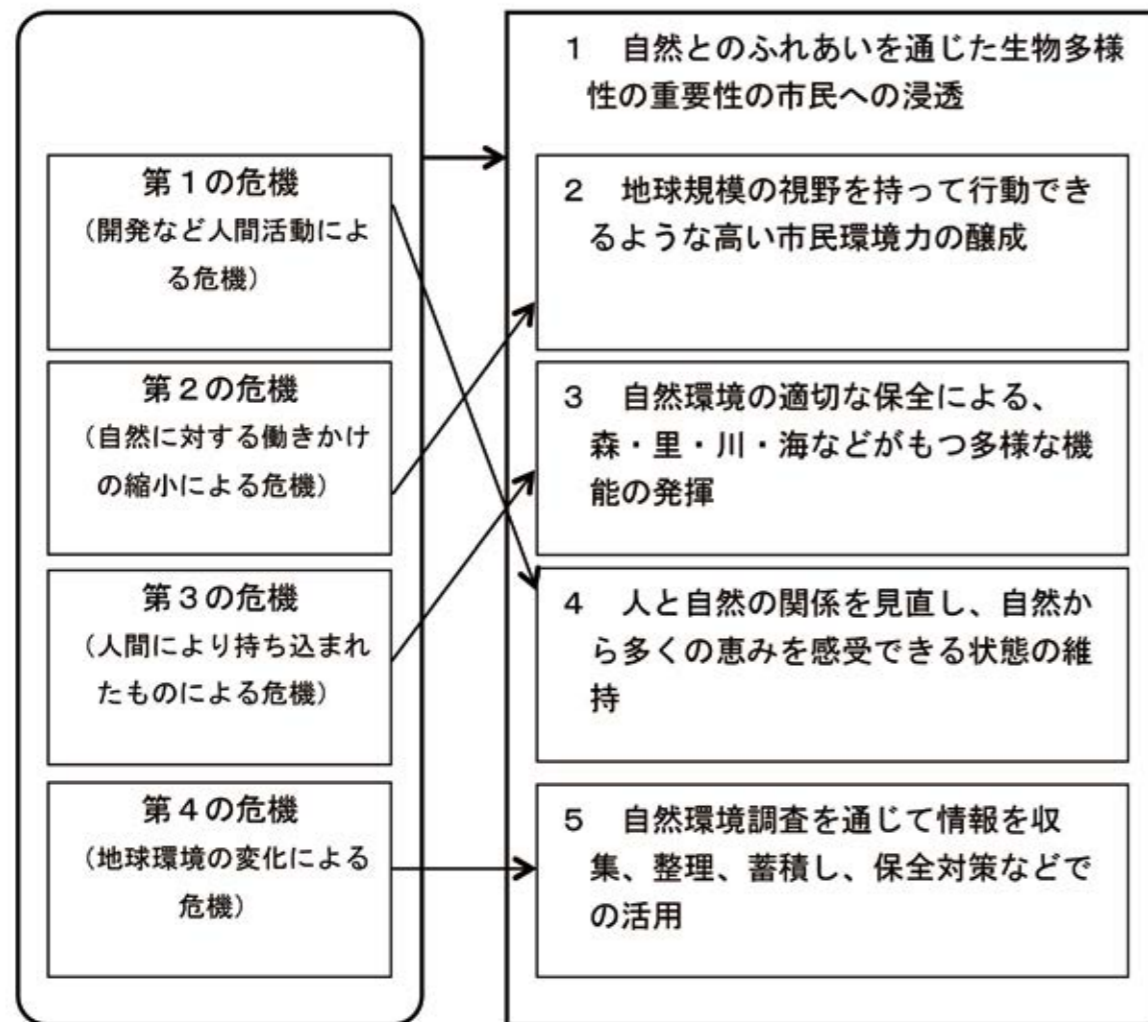 第１の危機
（開発など人間活動によ
る危機）
第２の危機
（自然に対する働きかけ
の縮小による危機）
第３の危機
（人間により持ち込まれ
たものによる危機）
第４の危機
（地球環境の変化による
危機）
１　自然とのふれあいを通じた生物多様
性の重要性の市民への浸透
２　地球規模の視野を持って行動でき
るような高い市民環境力の醸成
３　自然環境の適切な保全による、
森・里・川・海などがもつ多様な機
能の発揮
４　人と自然の関係を見直し、自然か
ら多くの恵みを感受できる状態の維
持
５　自然環境調査を通じて情報を収
集、整理、蓄積し、保全対策などで
の活用